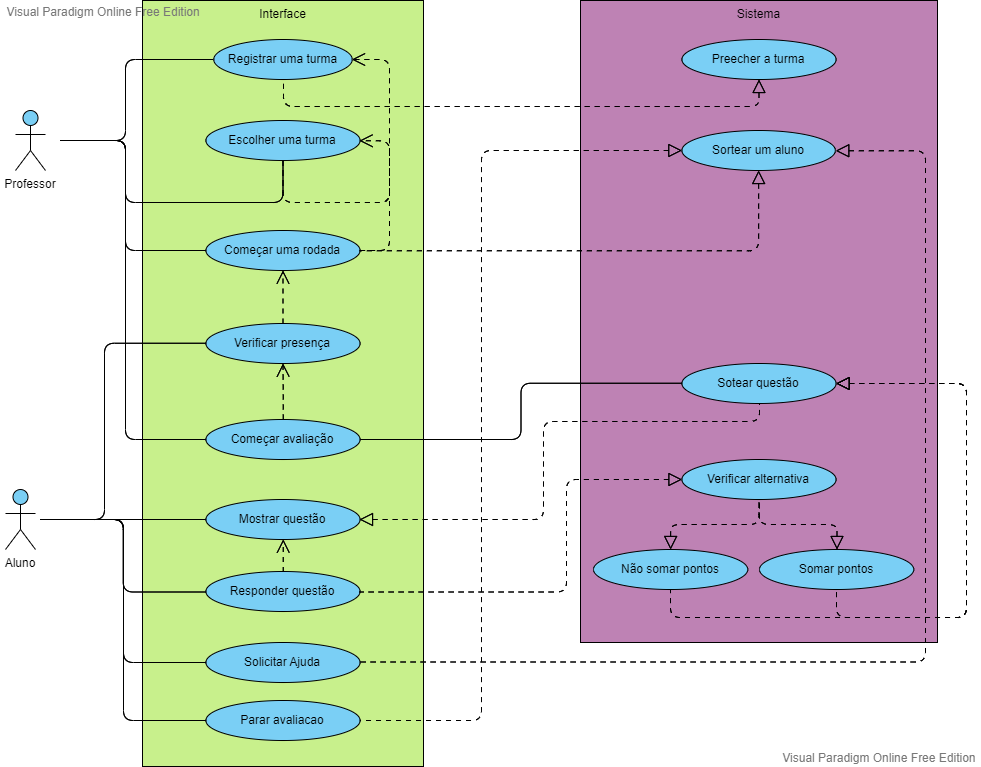 Visual Paradigm Online Free Edition
Interface
Sistema
Registrar uma turma
Preecher a turma
Escolher uma turma
Sortear um aluno
Professor
Começar uma rodada
Verificar presença
Sotear questão
Começar avaliação
Verificar alternativa
Mostrar questão
Aluno
Não somar pontos
Somar pontos
Responder questão
Solicitar Ajuda
Parar avaliacao
Visual Paradigm Online Free Edition